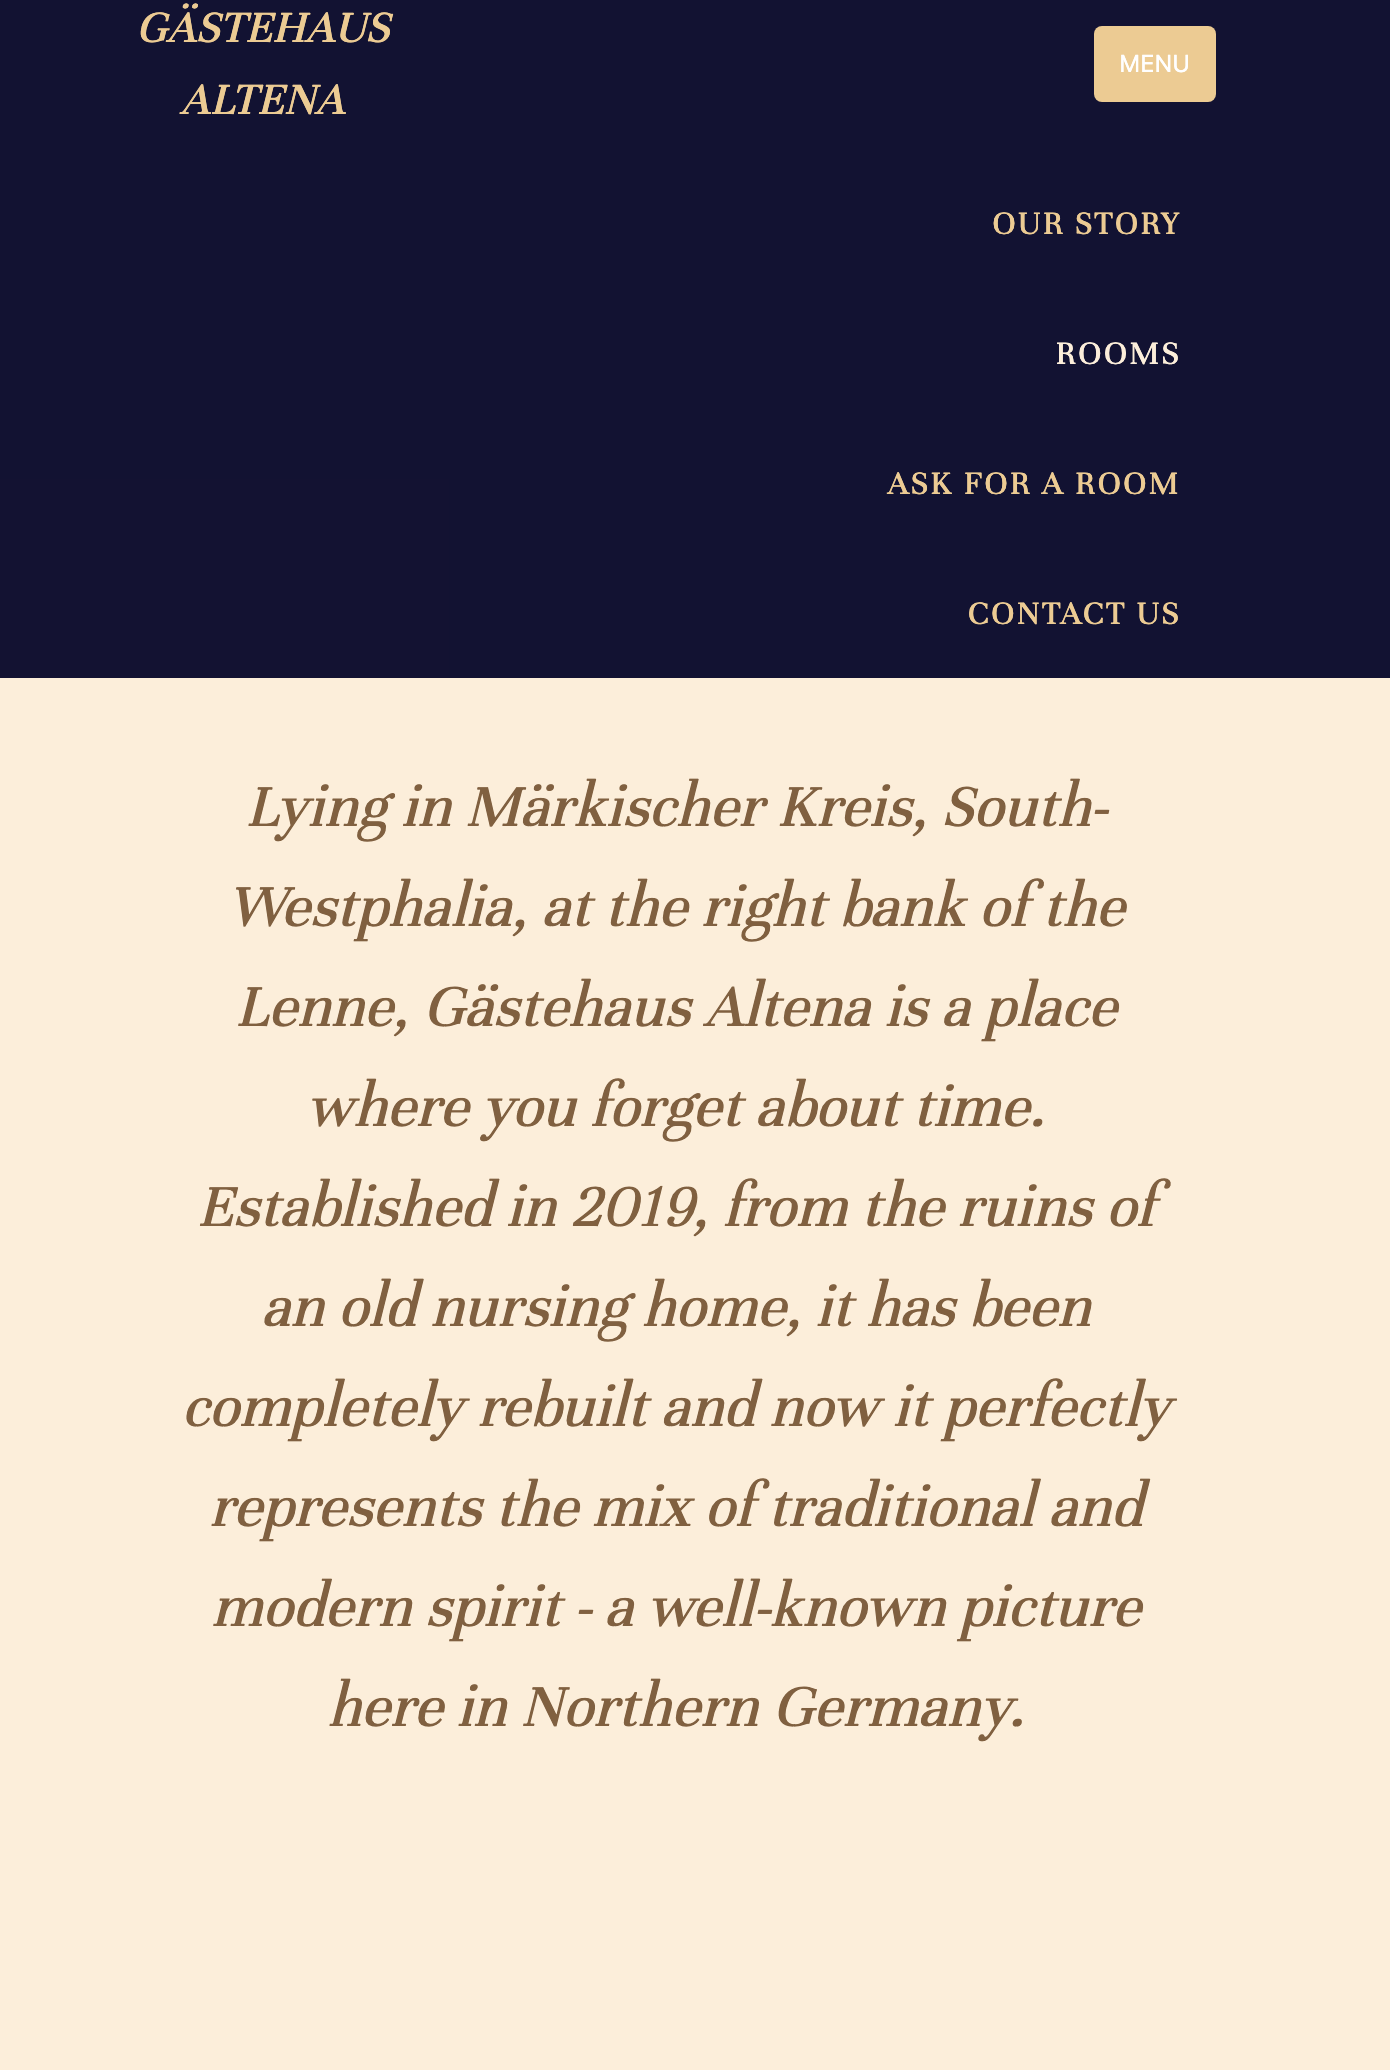 GÄSTEHAUS
ALTENA
MENU
OUR STORY
ROOMS
ASK FOR A ROOM
CONTACT US
Lying in Märkischer Kreis, South-
Westphalia, at the right bank of the
Lenne, Gästehaus Altena is a place
where you forget about time.
Established in 2019, from the ruins of
an old nursing home, it has been
completely rebuilt and now it perfectly
represents the mix of traditional and
modern spirit - a well-known picture
here in Northern Germany.